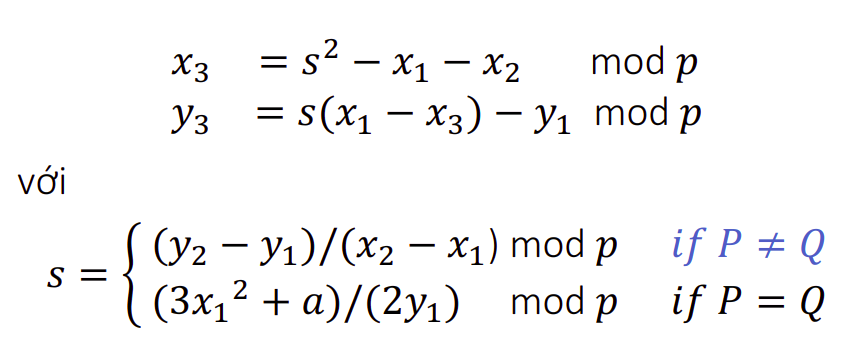 x₃ = s² − x₁ − x₂ mod p
y₃ = s(x₁ − x₃) − y₁ mod p
với
s = { (y₂ − y₁)/(x₂ − x₁) mod p if P ≠ Q
(3x₁² + a)/(2y₁) mod p if P = Q